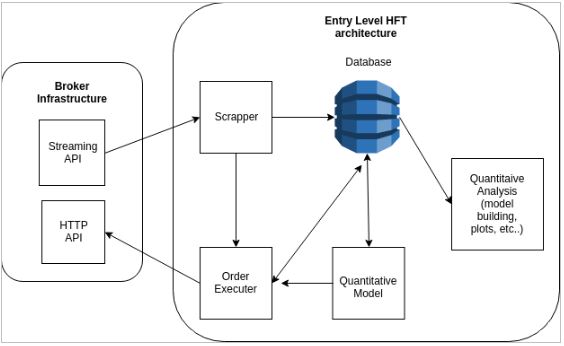 Entry Level HFT
architecture
Database
Broker
Infrastructure
Streaming
API
HTTP
API
Scrapper
Order
Executer
Quantitative
Model
Quantitaive
Analysis
(model
building,
plots, etc..)